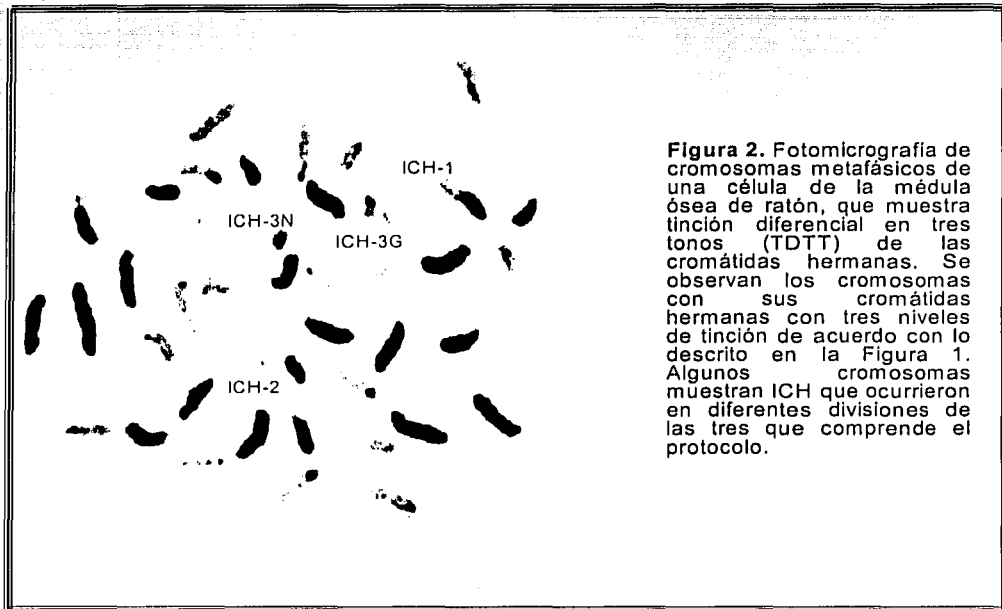 ICH-1
ICH-3N
ICH-3G
ICH-2
Figura 2. Fotomicrografía de
cromosomas metafásicos de
una célula de la médula
ósea de ratón, que muestra
tinción diferencial en tres
tonos (TDTT) de las
cromátidas hermanas. Se
observan los cromosomas
con sus cromátidas
hermanas con tres niveles
de tinción de acuerdo con lo
descrito en la Figura 1.
Algunos cromosomas
muestran ICH que ocurrieron
en diferentes divisiones de
las tres que comprende el
protocolo.